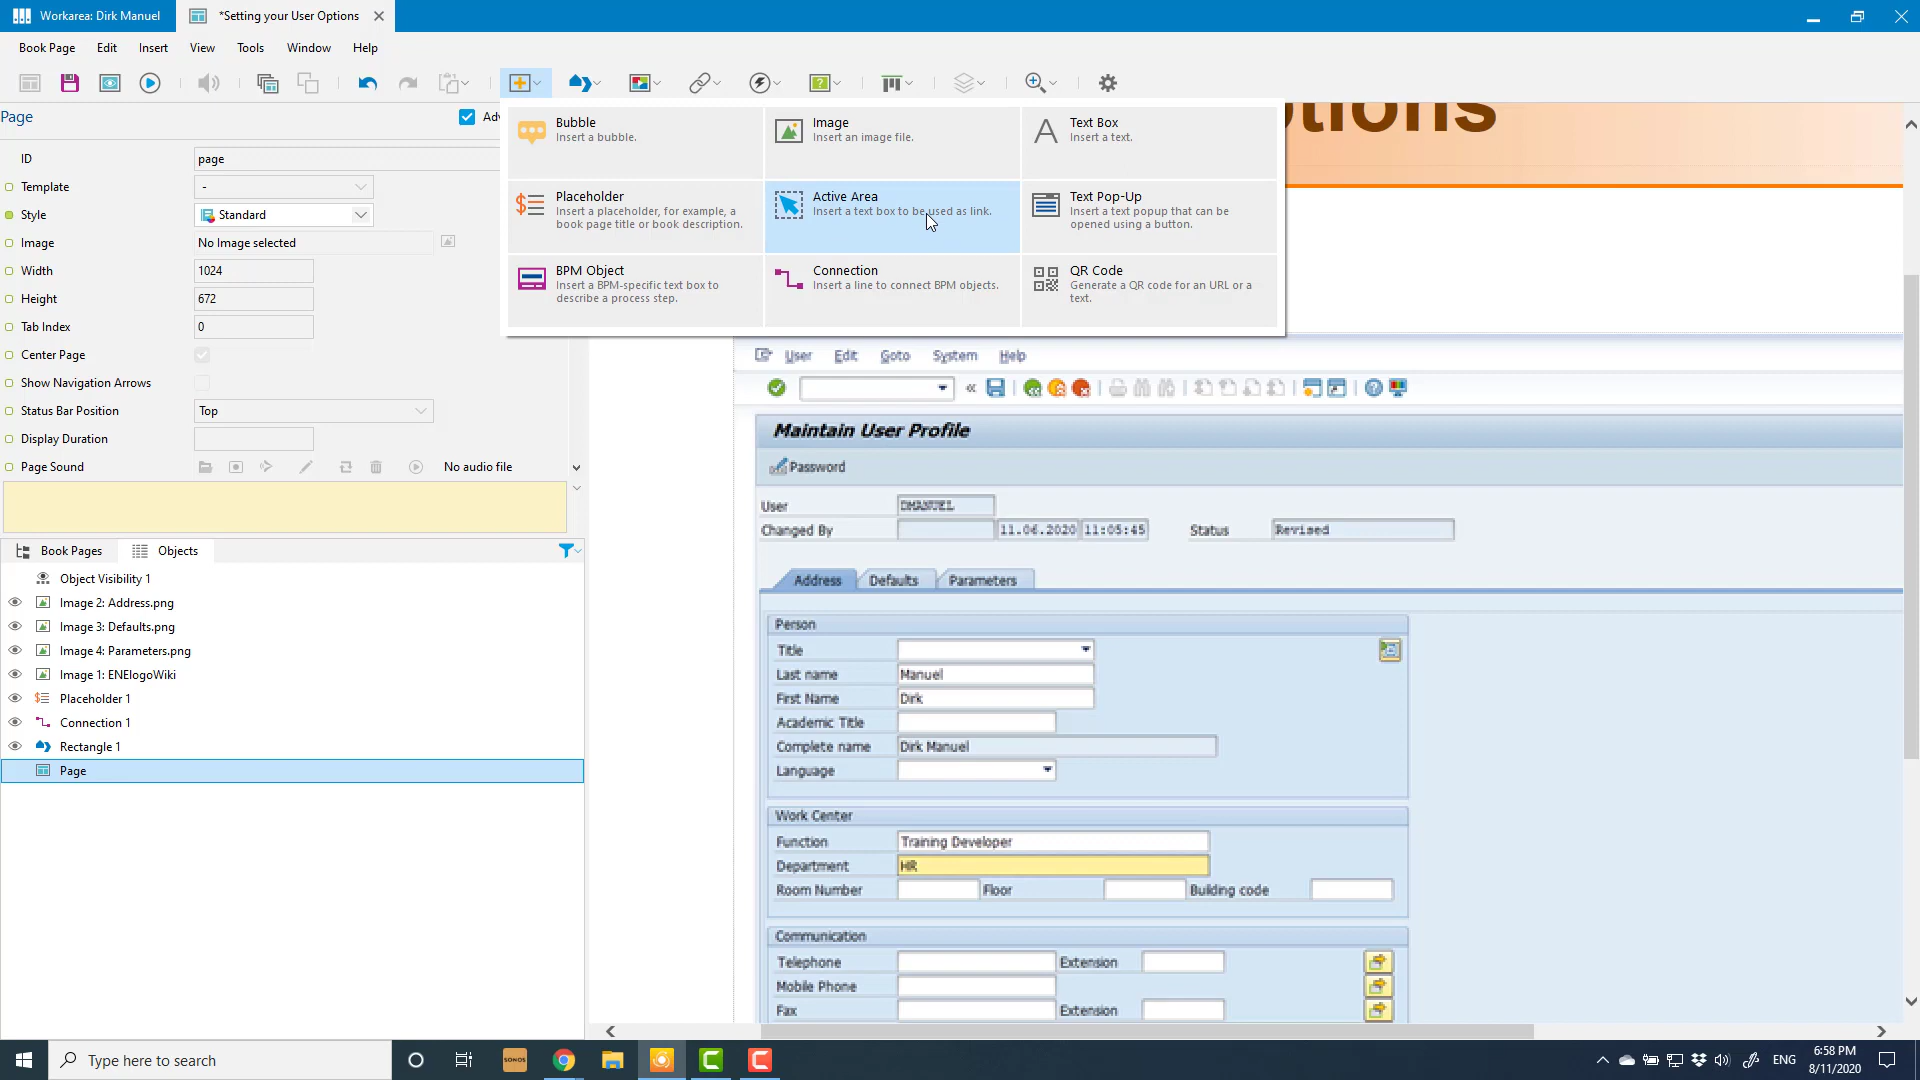 Workarea: Dirk Manuel
*Setting your User Options
Book Page Edit Insert View Tools Window Help
Page
Adv
ID page
Template -
Style Standard
Image No Image selected
Width 1024
Height 672
Tab Index 0
Center Page
Show Navigation Arrows
Status Bar Position Top
Display Duration
Page Sound No audio file
Book Pages Objects
Object Visibility 1
Image 2: Address.png
Image 3: Defaults.png
Image 4: Parameters.png
Image 1: ENElogoWiki
Placeholder 1
Connection 1
Rectangle 1
Page
Bubble
Insert a bubble.
Image
Insert an image file.
Text Box
Insert a text.
Placeholder
Insert a placeholder, for example, a
book page title or book description.
Active Area
Insert a text box to be used as link.
Text Pop-Up
Insert a text popup that can be
opened using a button.
BPM Object
Insert a BPM-specific text box to
describe a process step.
Connection
Insert a line to connect BPM objects.
QR Code
Generate a QR code for an URL or a
text.
tions
User Edit Goto System Help
Maintain User Profile
Password
User DMANUEL
Changed By 11.06.2020 11:05:45 Status Revised
Address Defaults Parameters
Person
Title
Last name Manuel
First Name Dirk
Academic Title
Complete name Dirk Manuel
Language
Work Center
Function Training Developer
Department HR
Room Number Floor Building code
Communication
Telephone Extension
Mobile Phone
Fax Extension
Type here to search
SONOS
ENG
6:58 PM
8/11/2020